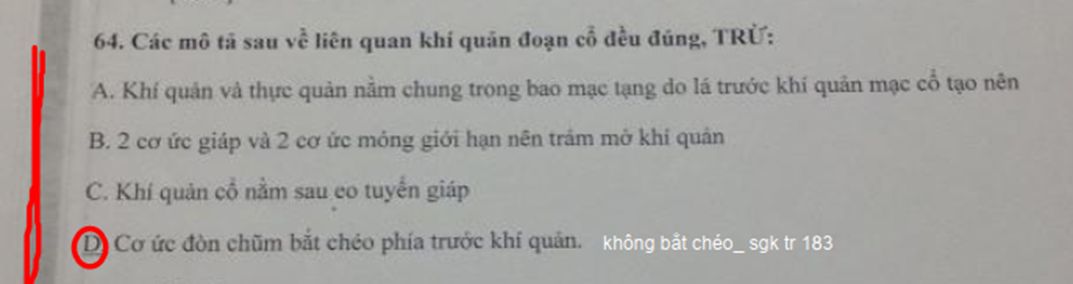 64. Các mô tả sau về liên quan khí quản đoạn cổ đều đúng, TRỪ:
A. Khí quản và thực quản nằm chung trong bao mạc tạng do lá trước khí quản mạc cổ tạo nên
B. 2 cơ ức giáp và 2 cơ ức móng giới hạn nên trám mở khí quản
C. Khí quản cổ nằm sau eo tuyến giáp
D. Cơ ức đòn chũm bắt chéo phía trước khí quản. không bắt chéo_ sgk tr 183